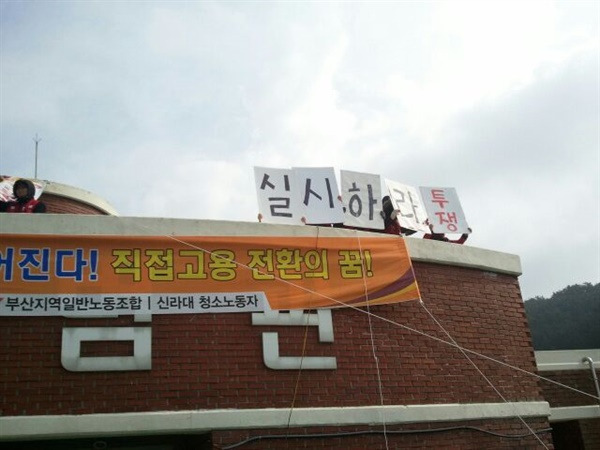 실시하라 투쟁
어진다! 직접고용 전환의 꿈!
부산지역일반노동조합 | 신라대 청소노동자